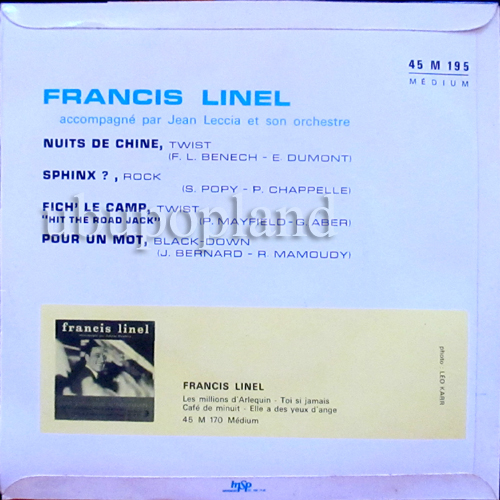 45 M 195
MÉDIUM
FRANCIS LINEL
accompagné par Jean Leccia et son orchestre
NUITS DE CHINE, TWIST
(F. L. BENECH - E. DUMONT)
SPHINX ? , ROCK
(S. POPY - P. CHAPPELLE)
FICH' LE CAMP, TWIST
"HIT THE ROAD JACK" (P. MAYFIELD - G. ABER)
POUR UN MOT, BLACK-DOWN
(J. BERNARD - R. MAMOUDY)
ubupopland
francis linel
FRANCIS LINEL
Les millions d'Arlequin - Toi si jamais
Café de minuit - Elle a des yeux d'ange
45 M 170 Médium
photo : LEO KARR
msp